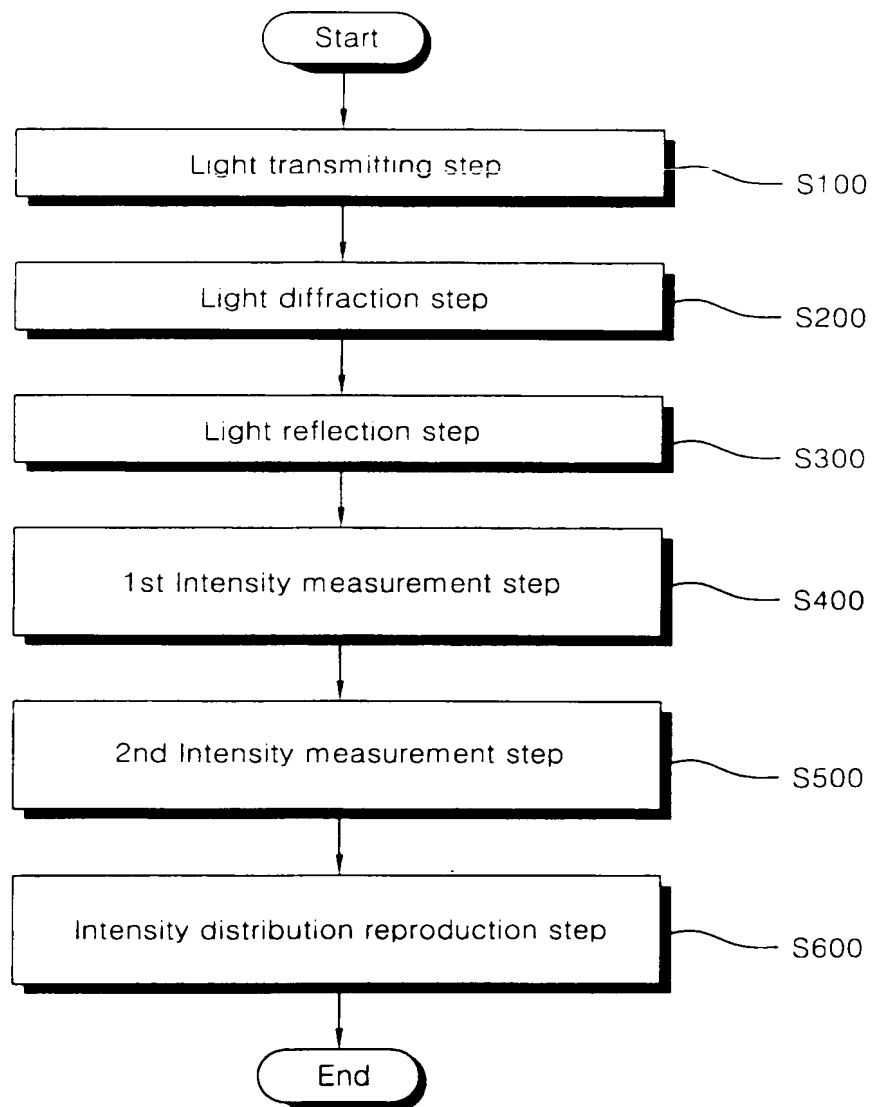 Start
Light transmitting step
S100
Light diffraction step
S200
Light reflection step
S300
1st Intensity measurement step
S400
2nd Intensity measurement step
S500
Intensity distribution reproduction step
S600
End